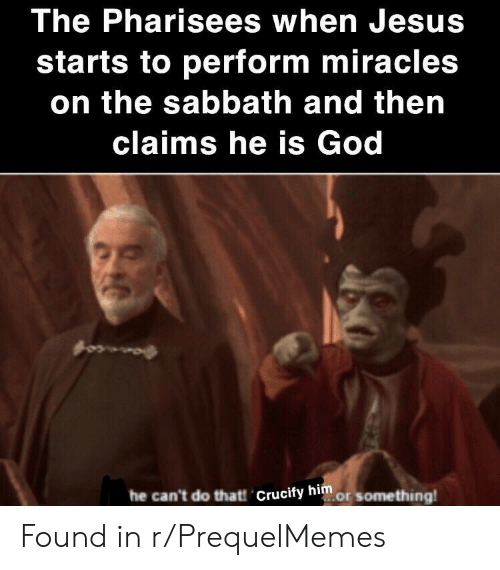 The Pharisees when Jesus
starts to perform miracles
on the sabbath and then
claims he is God
he can't do that! Crucify him...or something!
Found in r/PrequelMemes